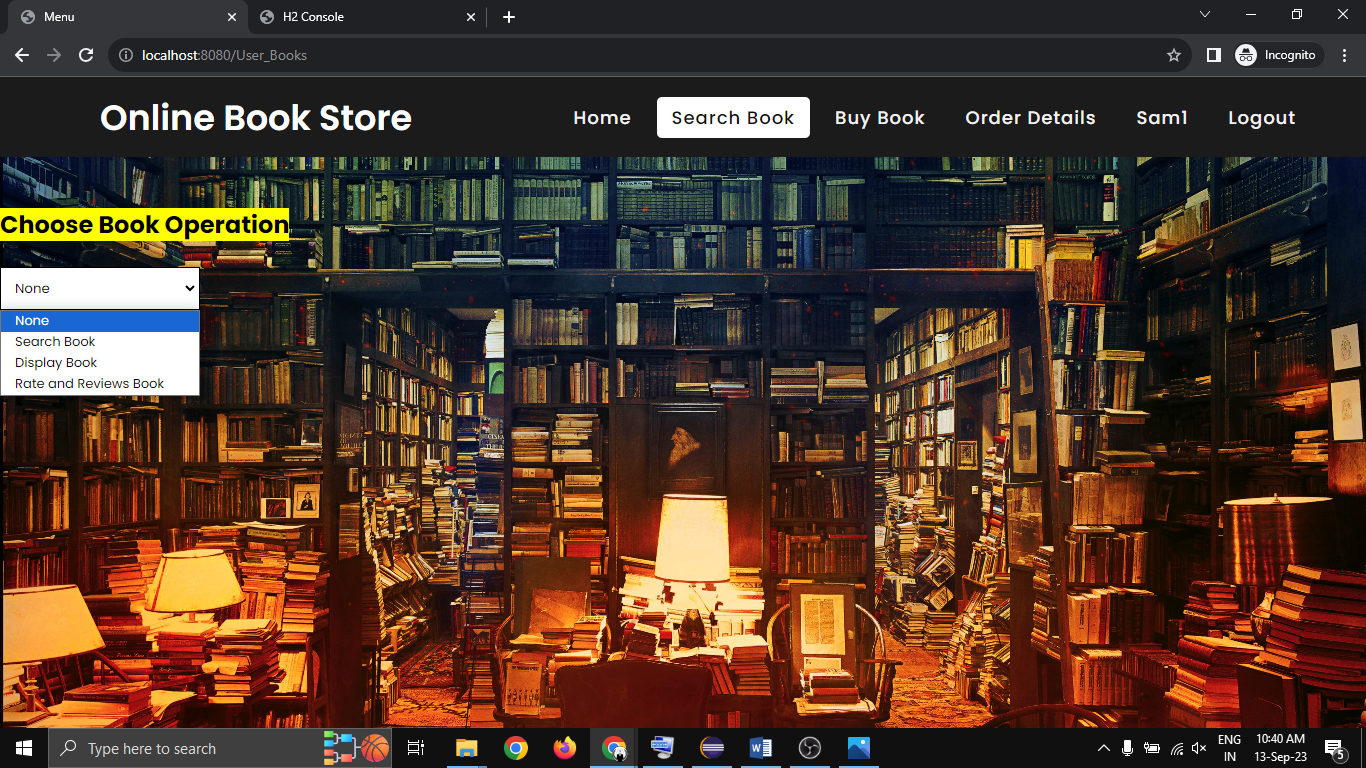 Menu
H2 Console
localhost:8080/User_Books
Incognito
Online Book Store
Home
Search Book
Buy Book
Order Details
Sam1
Logout
Choose Book Operation
None
None
Search Book
Display Book
Rate and Reviews Book
Type here to search
ENG
IN
10:40 AM
13-Sep-23
5